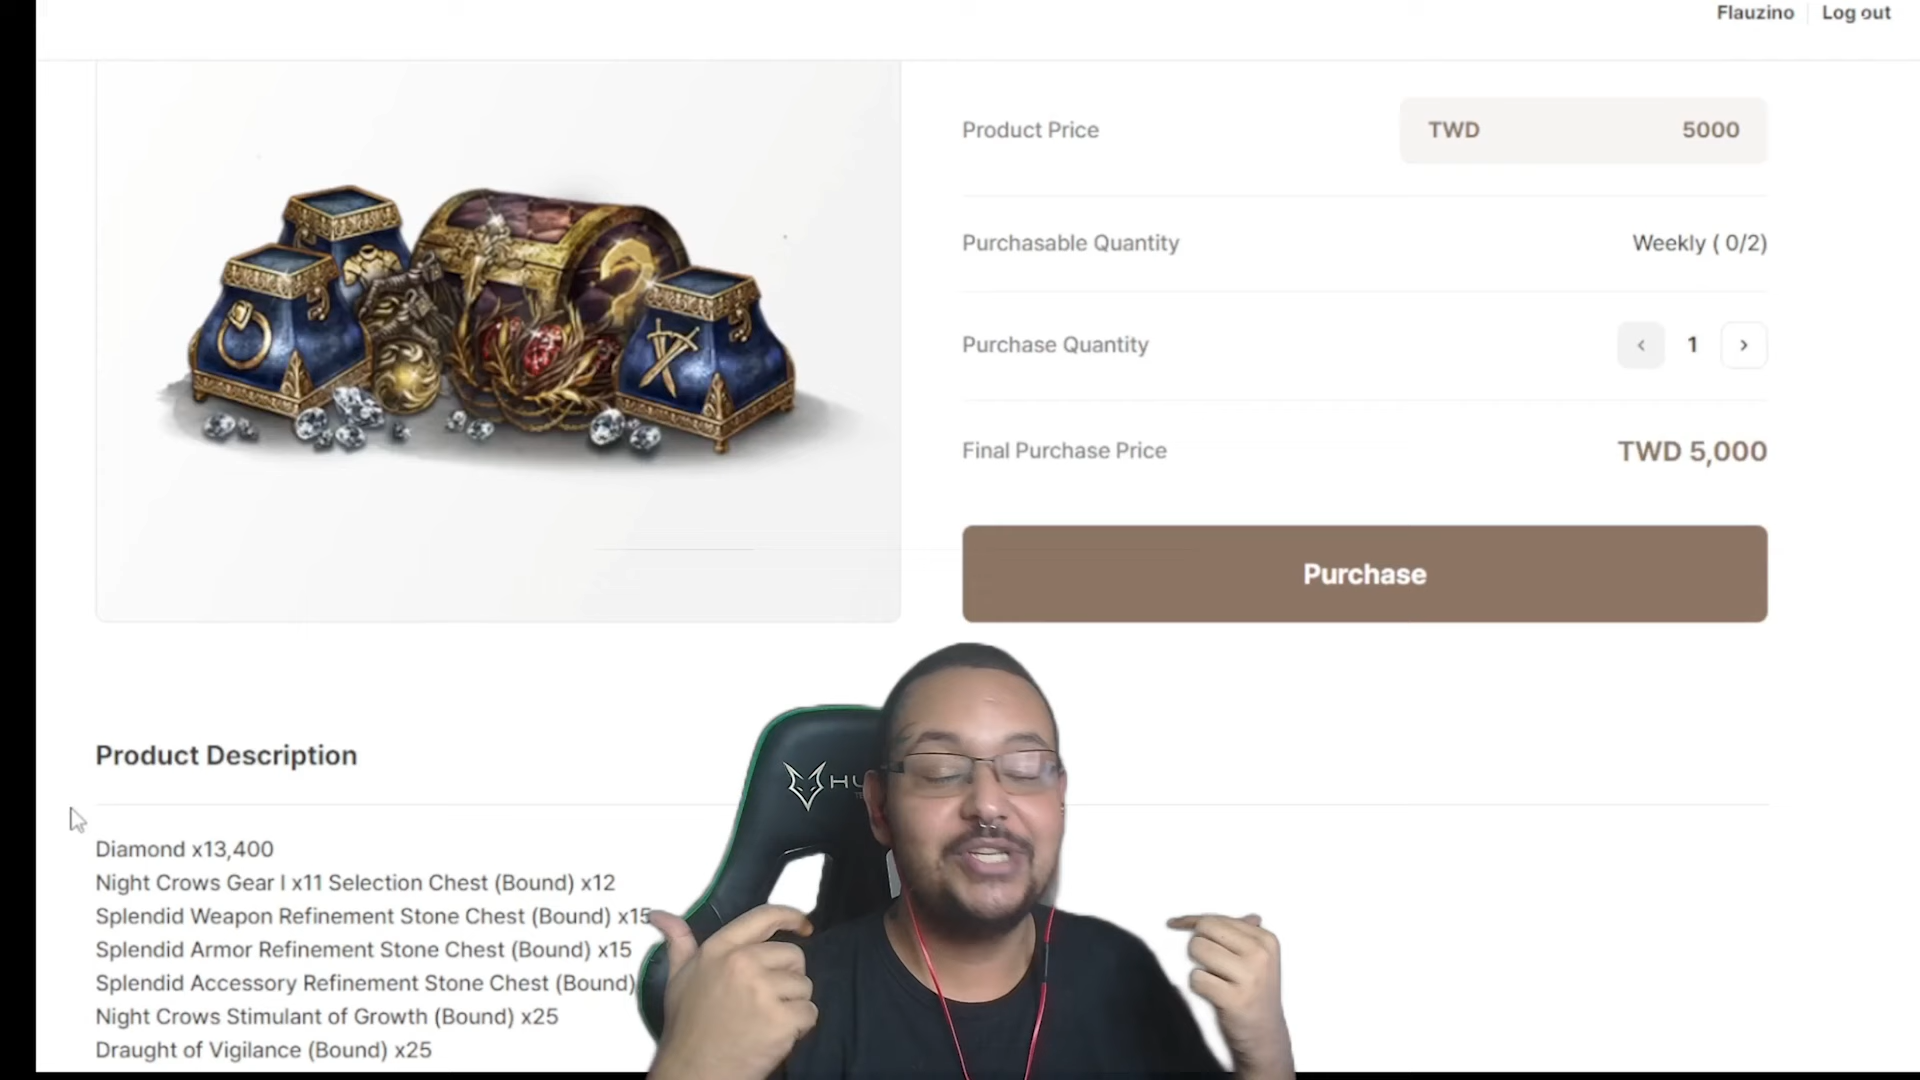 Flauzino
Log out
Product Price
TWD 5000
Purchasable Quantity
Weekly ( 0/2)
Purchase Quantity
< 1 >
Final Purchase Price
TWD 5,000
Purchase
Product Description
HU
Diamond x13,400
Night Crows Gear I x11 Selection Chest (Bound) x12
Splendid Weapon Refinement Stone Chest (Bound) x15
Splendid Armor Refinement Stone Chest (Bound) x15
Splendid Accessory Refinement Stone Chest (Bound)
Night Crows Stimulant of Growth (Bound) x25
Draught of Vigilance (Bound) x25